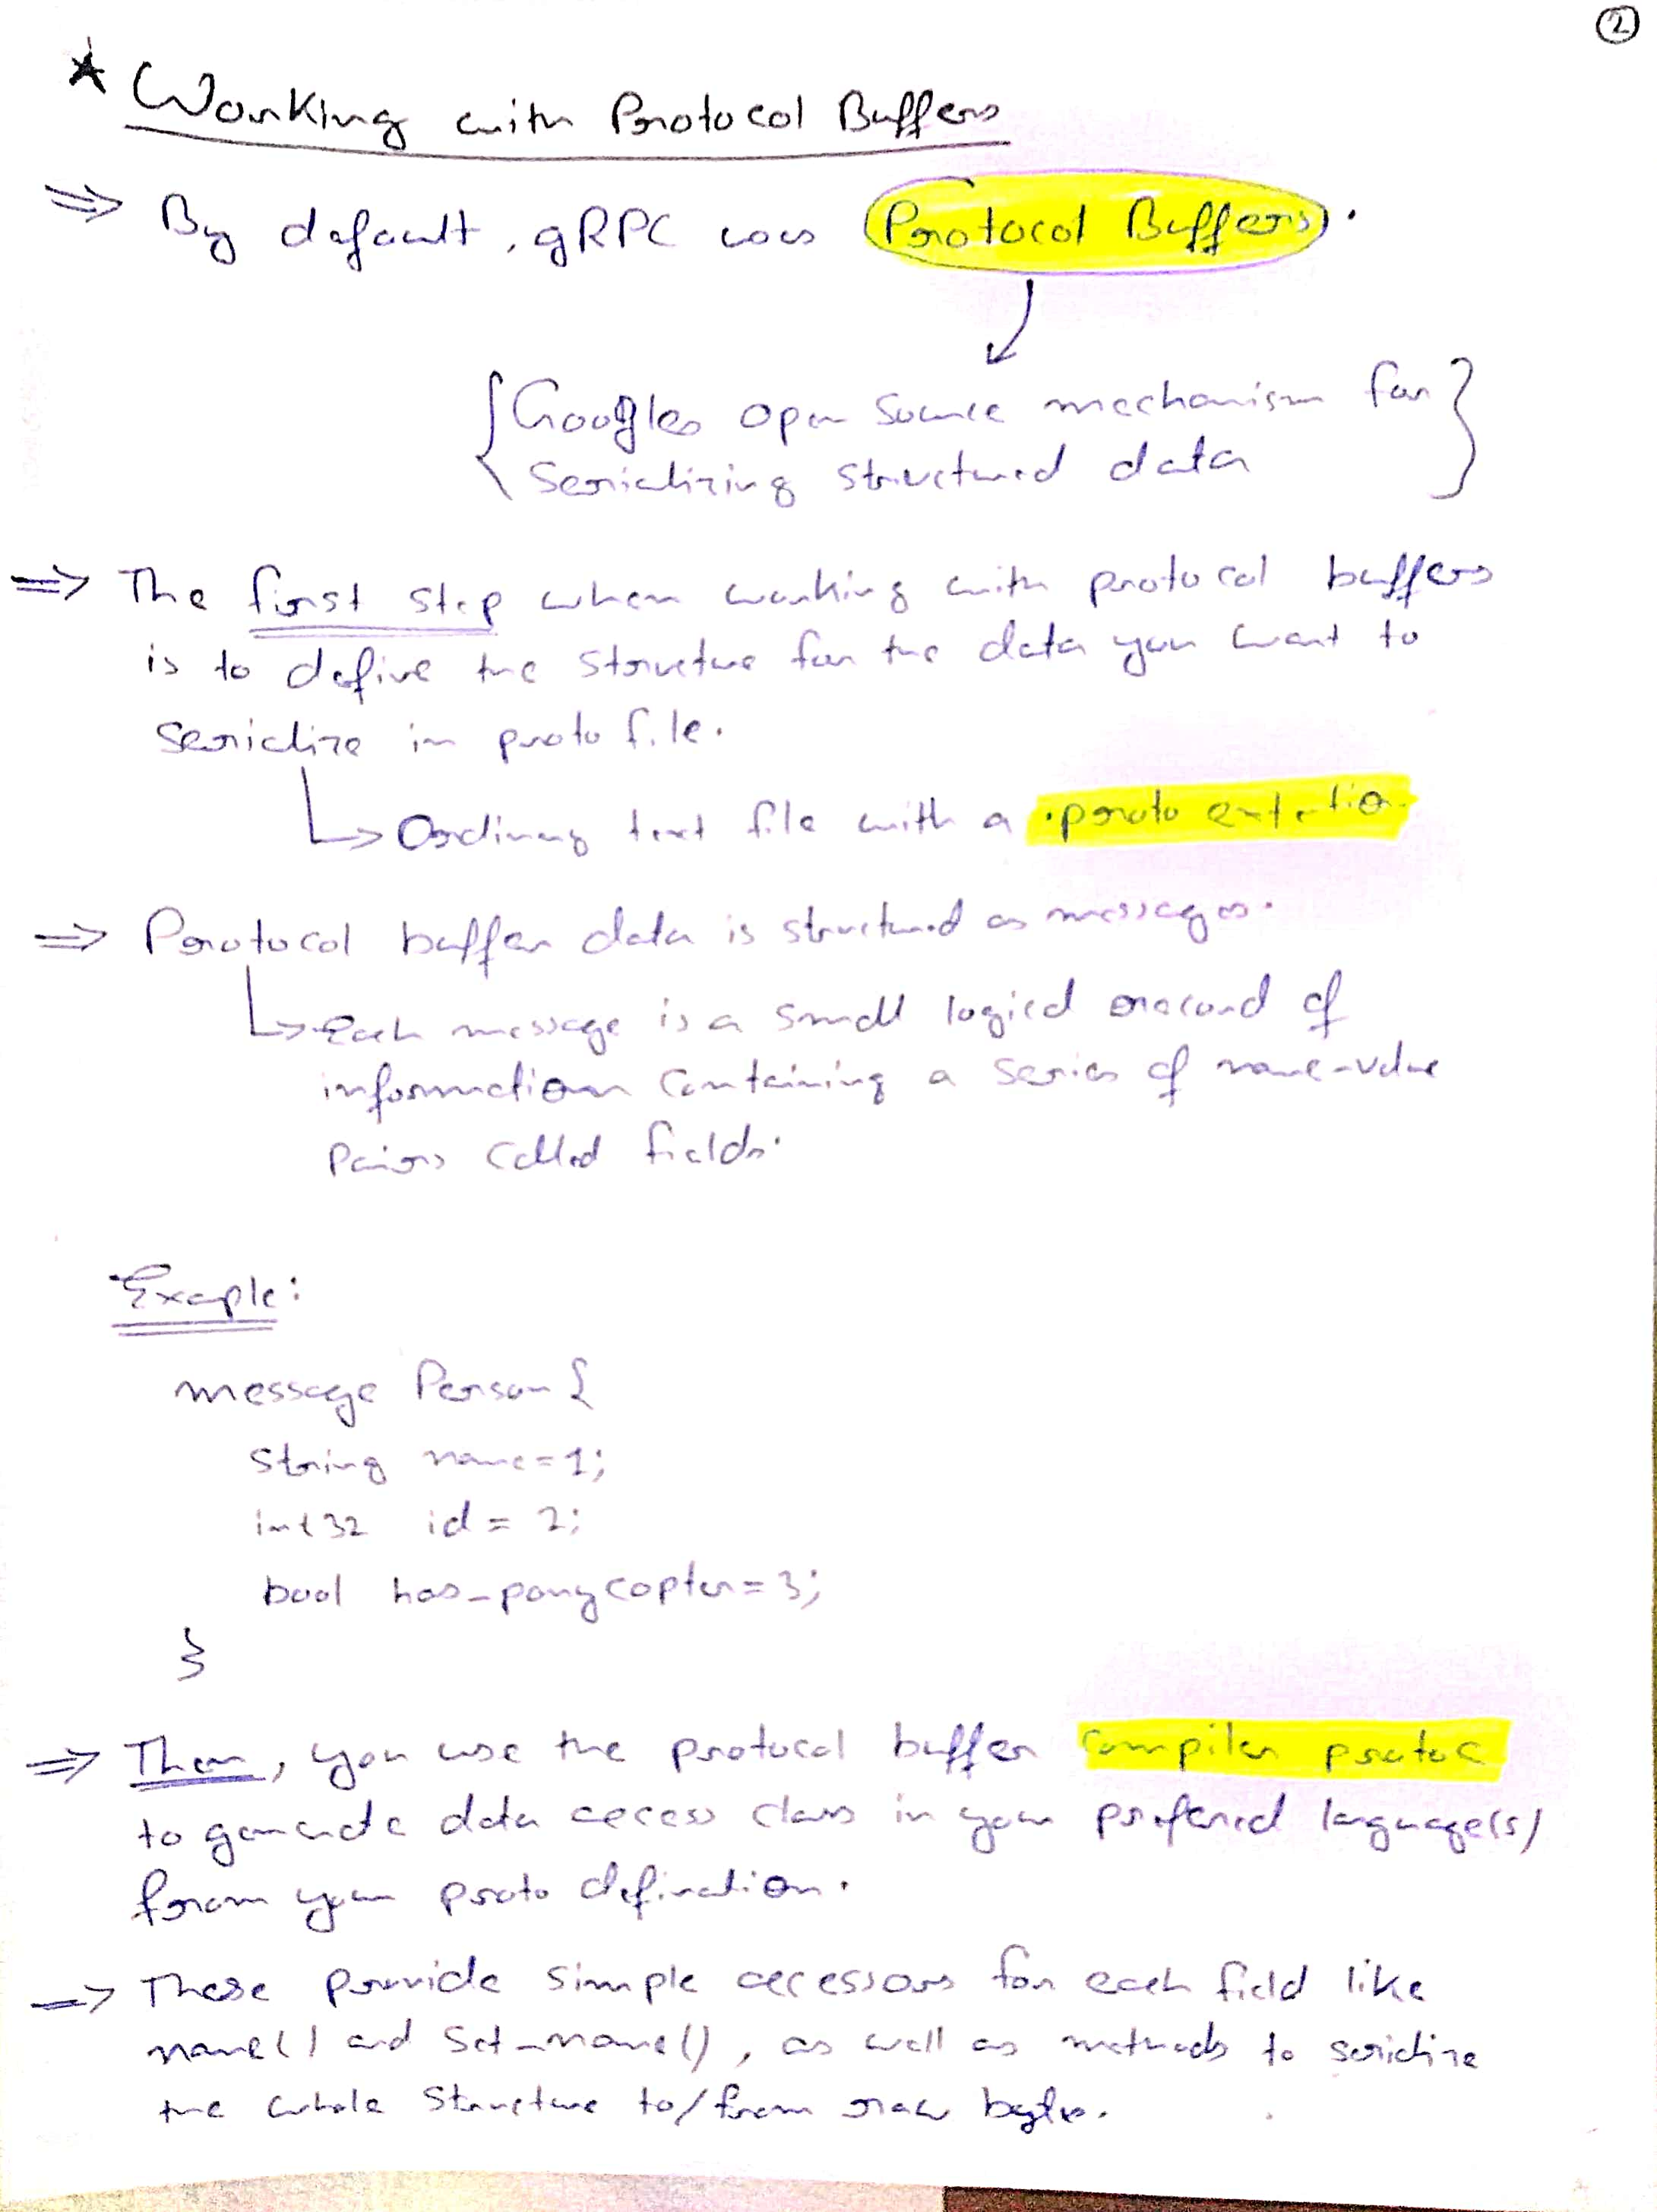 ②
* Working with Protocol Buffers
⇒ By default, gRPC uses Protocol Buffers.
{Googles open source mechanism for
serializing structured data}
⇒ The first step when working with protocol buffers
is to define the structure for the data you want to
serialize in proto file.
↳ Ordinary text file with a .proto extention
⇒ Protocol buffer data is structured as messages.
↳ Each message is a small logical record of
information containing a series of name-value
pairs called fields.
Exaple:
message Person {
string name=1;
int32 id = 2;
bool has_ponycopter=3;
}
⇒ Then, you use the protocol buffer compiler protoc
to generate data access class in your preferred language(s)
from your proto defination.
⇒ These provide simple accessors for each field like
name() and set_name(), as well as methods to serialize
the whole structure to/from raw bytes.